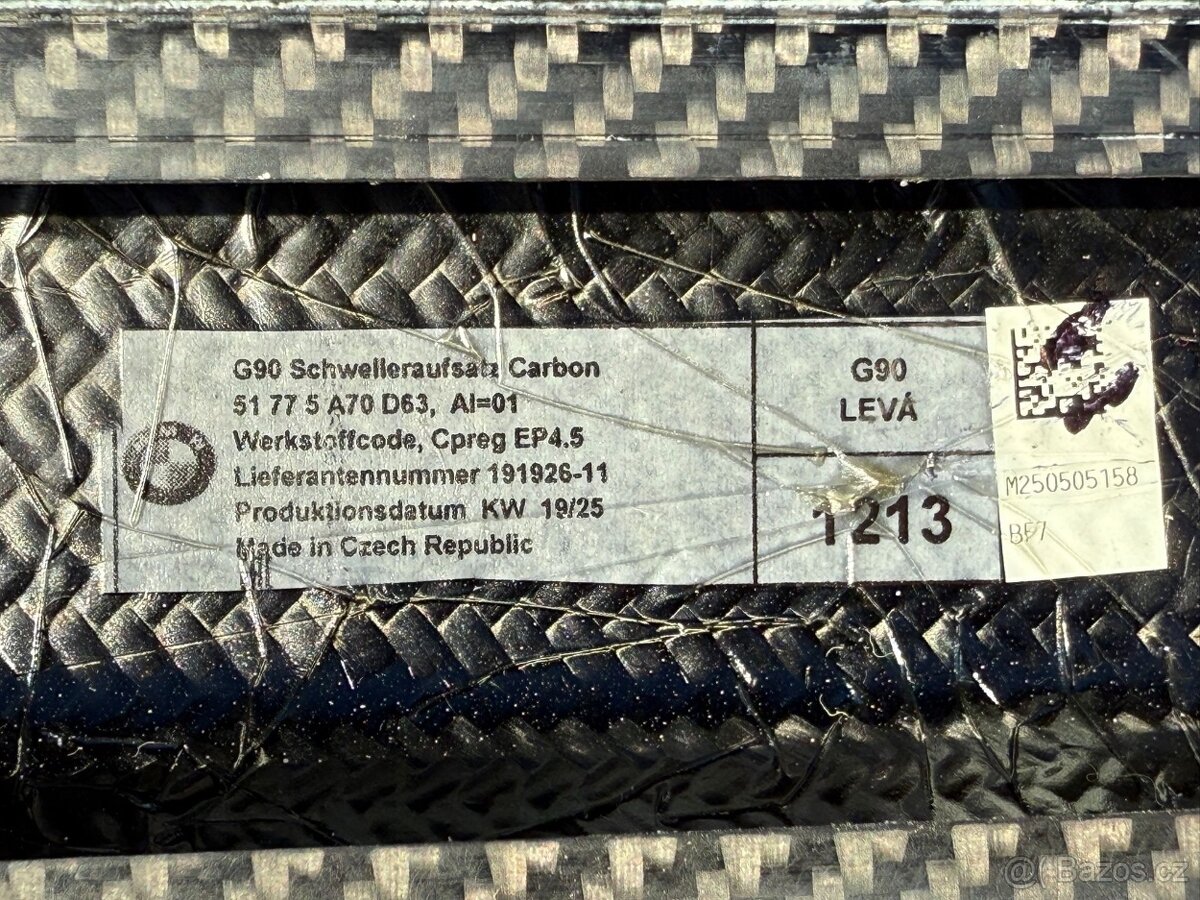 G90 Schwelleraufsatz Carbon
51 77 5 A70 D63, AI=01
Werkstoffcode, Cpreg EP4.5
Lieferantennummer 191926-11
Produktionsdatum KW 19/25
Made in Czech Republic
G90
LEVÁ
1213
M250505158
BF7
Bazos.cz